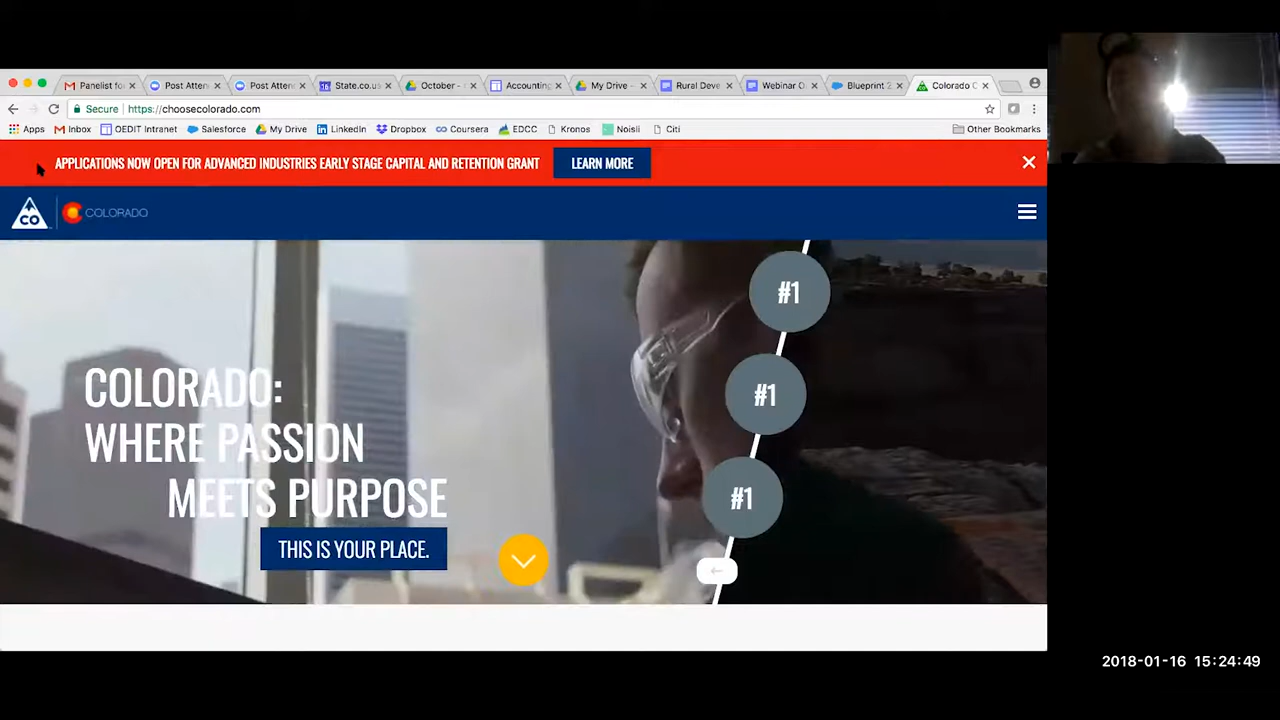 Panelist for
Post Atten
Post Atten
State.co.us
October -
Accounting
My Drive -
Rural Deve
Webinar O
Blueprint 2
Colorado C
Secure https://choosecolorado.com
Apps Inbox OEDIT Intranet Salesforce My Drive LinkedIn Dropbox Coursera EDCC Kronos Noisli Citi Other Bookmarks
APPLICATIONS NOW OPEN FOR ADVANCED INDUSTRIES EARLY STAGE CAPITAL AND RETENTION GRANT LEARN MORE
CO COLORADO
#1
#1
#1
COLORADO:
WHERE PASSION
MEETS PURPOSE
THIS IS YOUR PLACE.
2018-01-16 15:24:49